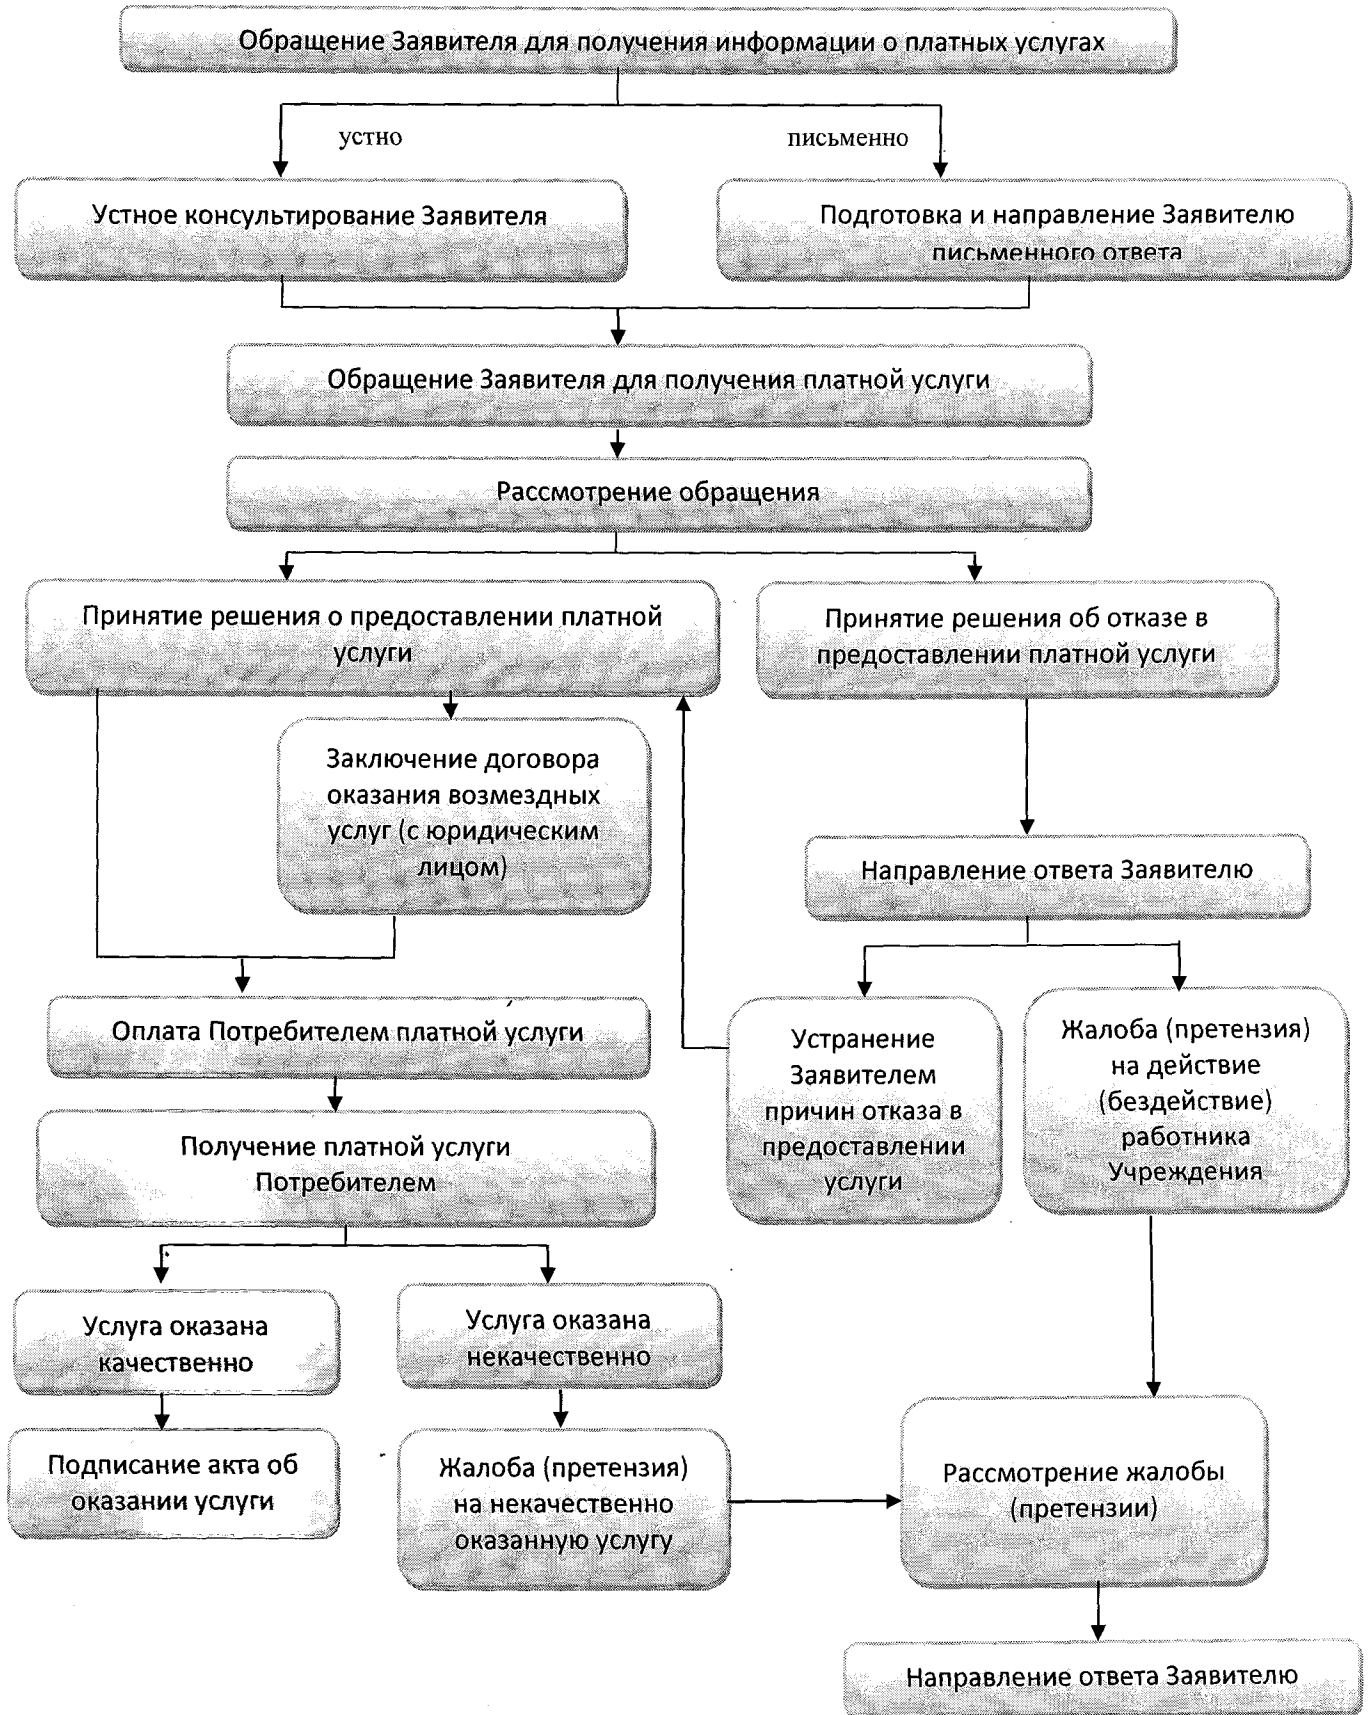 Обращение Заявителя для получения информации о платных услугах
устно
письменно
Устное консультирование Заявителя
Подготовка и направление Заявителю
письменного ответа
Обращение Заявителя для получения платной услуги
Рассмотрение обращения
Принятие решения о предоставлении платной
услуги
Принятие решения об отказе в
предоставлении платной услуги
Заключение договора
оказания возмездных
услуг (с юридическим
лицом)
Направление ответа Заявителю
Оплата Потребителем платной услуги
Устранение
Заявителем
причин отказа в
предоставлении
услуги
Жалоба (претензия)
на действие
(бездействие)
работника
Учреждения
Получение платной услуги
Потребителем
Услуга оказана
качественно
Услуга оказана
некачественно
Подписание акта об
оказании услуги
Жалоба (претензия)
на некачественно
оказанную услугу
Рассмотрение жалобы
(претензии)
Направление ответа Заявителю